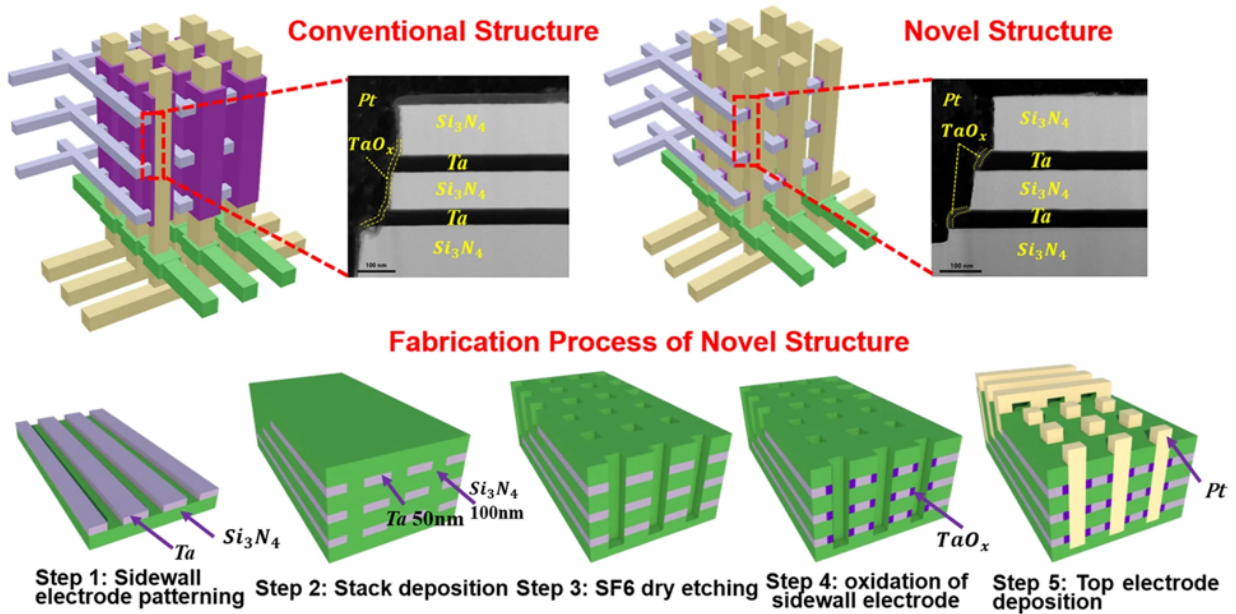 Conventional Structure
Pt
Si₃N₄
TaOₓ
Ta
Si₃N₄
Ta
Si₃N₄
100 nm
Novel Structure
Pt
Si₃N₄
TaOₓ
Ta
Si₃N₄
Ta
Si₃N₄
100 nm
Fabrication Process of Novel Structure
Ta
Si₃N₄
Step 1: Sidewall
electrode patterning
Si₃N₄
100nm
Ta 50nm
Step 2: Stack deposition
Step 3: SF6 dry etching
TaOₓ
Step 4: oxidation of
sidewall electrode
Pt
Step 5: Top electrode
deposition